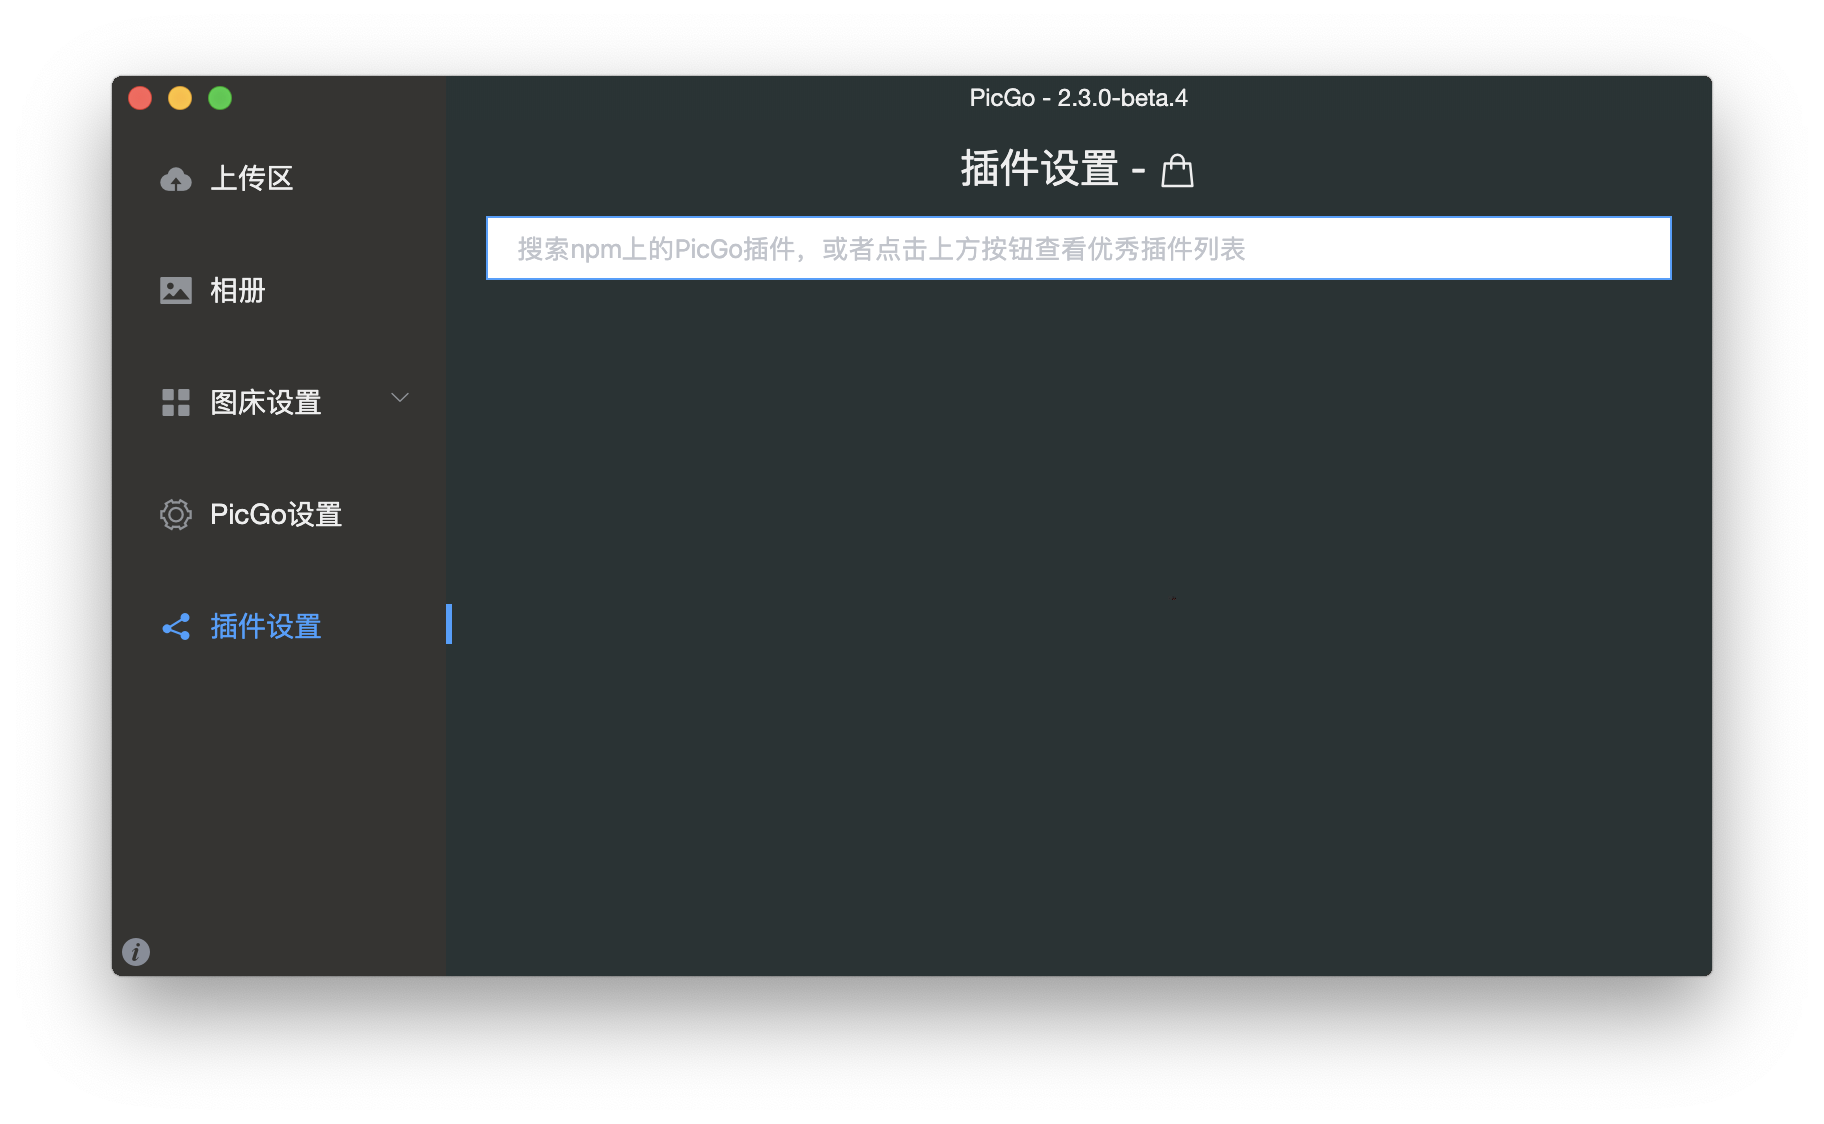 PicGo - 2.3.0-beta.4
上传区
相册
图床设置
PicGo设置
插件设置
插件设置 -
搜索npm上的PicGo插件，或者点击上方按钮查看优秀插件列表
i